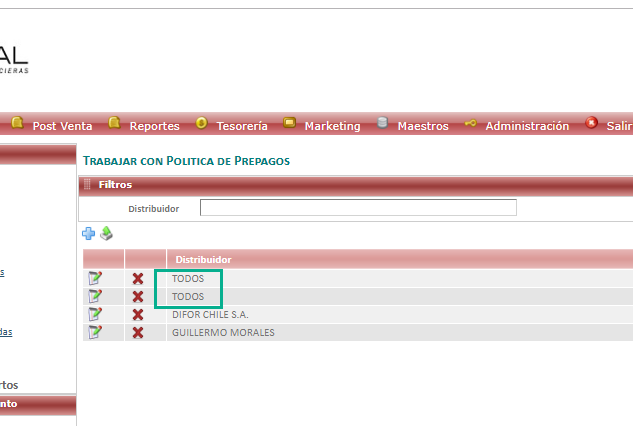 AL
CIERAS
Post Venta Reportes Tesorería Marketing Maestros Administración Salir
TRABAJAR CON POLITICA DE PREPAGOS
Filtros
Distribuidor
Distribuidor
TODOS
TODOS
DIFOR CHILE S.A.
GUILLERMO MORALES
s
das
rtos
nto